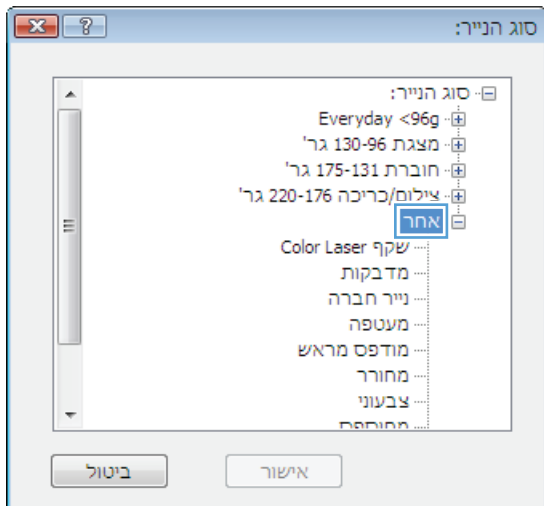 סוג הנייר:
סוג הנייר:
Everyday <96g
מצגת 130-96 גר'
חוברת 175-131 גר'
צילום/כריכה 220-176 גר'
אחר
שקף Color Laser
מדבקות
נייר חברה
מעטפה
מודפס מראש
מחורר
צבעוני
מחוספס
אישור
ביטול